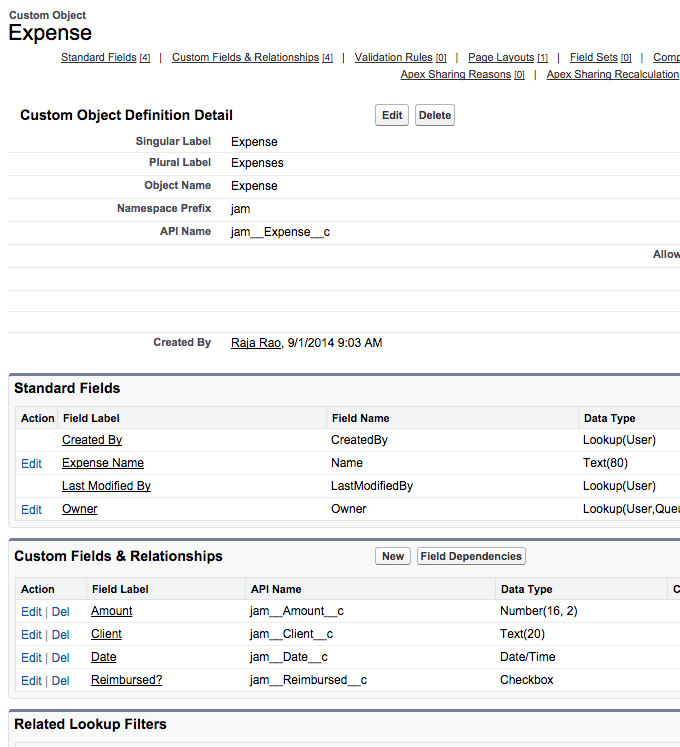 Custom Object
Expense
Standard Fields [4] | Custom Fields & Relationships [4] | Validation Rules [0] | Page Layouts [1] | Field Sets [0] | Comp
Apex Sharing Reasons [0] | Apex Sharing Recalculation
Custom Object Definition Detail Edit Delete
Singular Label Expense
Plural Label Expenses
Object Name Expense
Namespace Prefix jam
API Name jam__Expense__c
Allow
Created By Raja Rao, 9/1/2014 9:03 AM
Standard Fields
Action Field Label Field Name Data Type
Created By CreatedBy Lookup(User)
Edit Expense Name Name Text(80)
Last Modified By LastModifiedBy Lookup(User)
Edit Owner Owner Lookup(User,Queu
Custom Fields & Relationships New Field Dependencies
Action Field Label API Name Data Type C
Edit | Del Amount jam__Amount__c Number(16, 2)
Edit | Del Client jam__Client__c Text(20)
Edit | Del Date jam__Date__c Date/Time
Edit | Del Reimbursed? jam__Reimbursed__c Checkbox
Related Lookup Filters